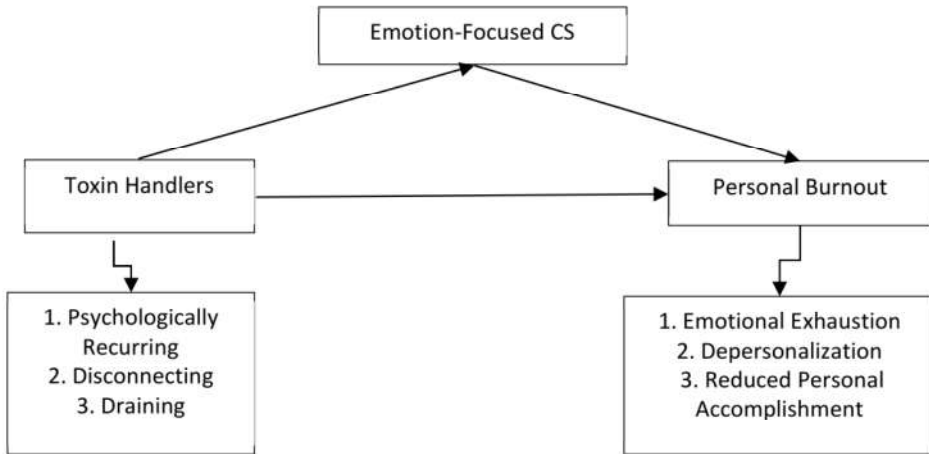 Emotion-Focused CS
Toxin Handlers
Personal Burnout
1. Psychologically
Recurring
2. Disconnecting
3. Draining
1. Emotional Exhaustion
2. Depersonalization
3. Reduced Personal
Accomplishment